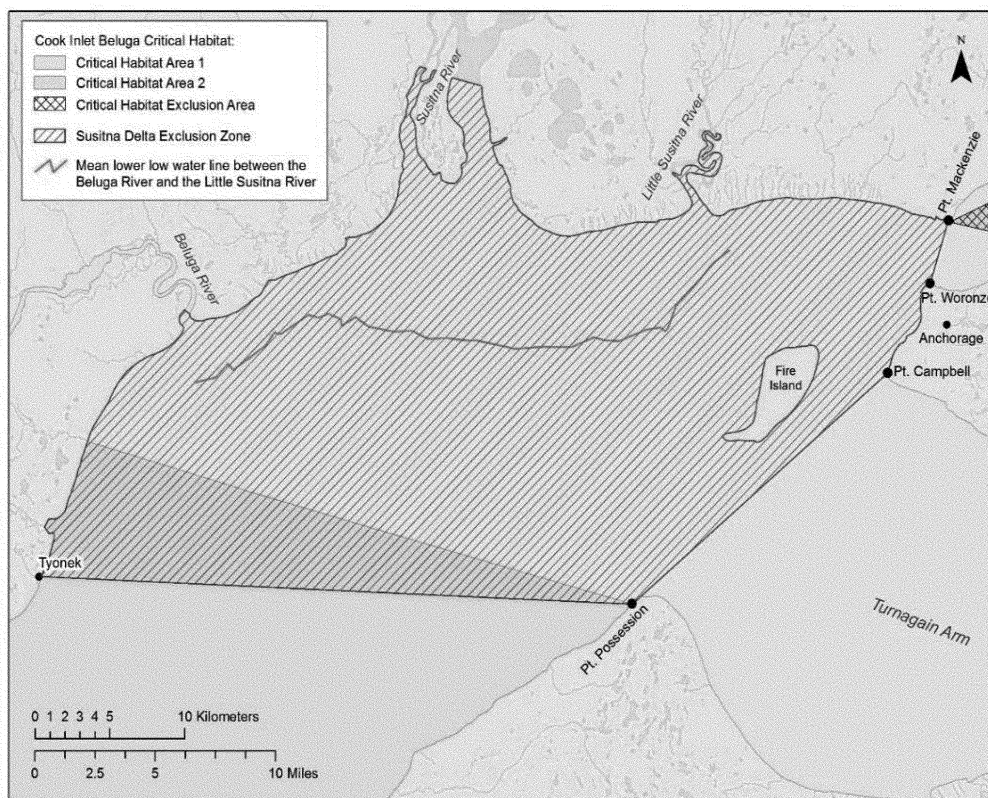 Cook Inlet Beluga Critical Habitat:
Critical Habitat Area 1
Critical Habitat Area 2
Critical Habitat Exclusion Area
Susitna Delta Exclusion Zone
Mean lower low water line between the
Beluga River and the Little Susitna River
Susitna River
Little Susitna River
N
Pt. Mackenzie
Beluga River
Pt. Woronzo
Anchorage
Pt. Campbell
Fire
Island
Tyonek
Pt. Possession
Turnagain Arm
0 1 2 3 4 5 10 Kilometers
0 2.5 5 10 Miles